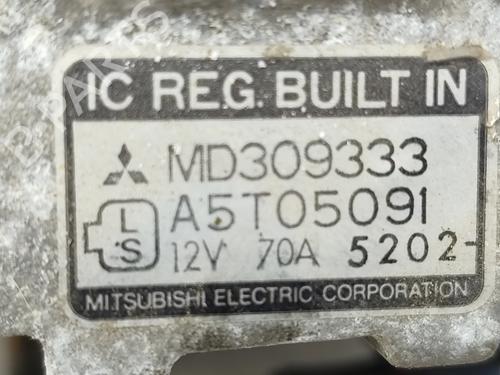 IC REG. BUILT IN
MD309333
A5T05091
L
S
12V 70A 5202-
MITSUBISHI ELECTRIC CORPORATION